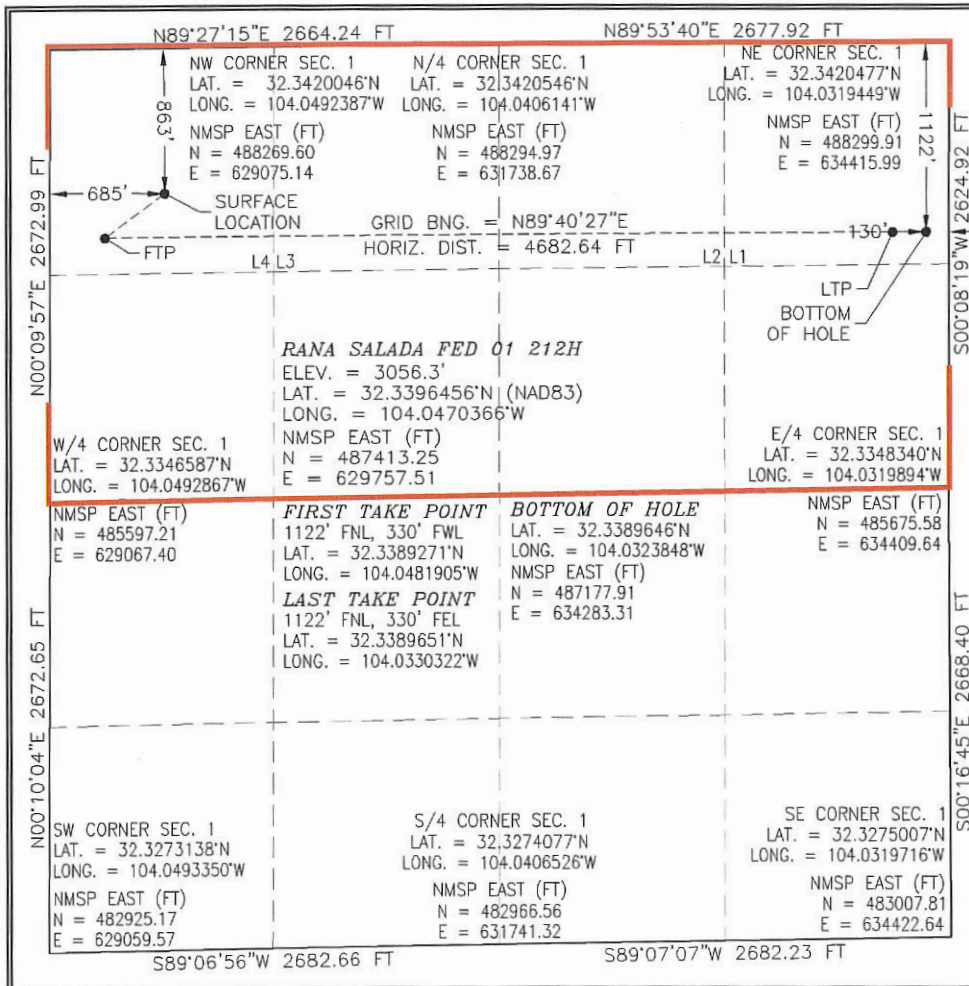 N89°27'15"E 2664.24 FT
N89°53'40"E 2677.92 FT
NW CORNER SEC. 1
LAT. = 32.3420046°N
LONG. = 104.0492387°W
NMSP EAST (FT)
N = 488269.60
E = 629075.14
N/4 CORNER SEC. 1
LAT. = 32.3420546°N
LONG. = 104.0406141°W
NMSP EAST (FT)
N = 488294.97
E = 631738.67
NE CORNER SEC. 1
LAT. = 32.3420477°N
LONG. = 104.0319449°W
NMSP EAST (FT)
N = 488299.91
E = 634415.99
863'
1122'
685'
SURFACE
LOCATION
FTP
GRID BNG. = N89°40'27"E
HORIZ. DIST. = 4682.64 FT
130'
L4 L3
L2 L1
LTP
BOTTOM
OF HOLE
N00°09'57"E 2672.99 FT
S00°08'19"W 2624.92 FT
RANA SALADA FED 01 212H
ELEV. = 3056.3'
LAT. = 32.3396456°N (NAD83)
LONG. = 104.0470366°W
NMSP EAST (FT)
N = 487413.25
E = 629757.51
W/4 CORNER SEC. 1
LAT. = 32.3346587°N
LONG. = 104.0492867°W
NMSP EAST (FT)
N = 485597.21
E = 629067.40
E/4 CORNER SEC. 1
LAT. = 32.3348340°N
LONG. = 104.0319894°W
NMSP EAST (FT)
N = 485675.58
E = 634409.64
FIRST TAKE POINT
1122' FNL, 330' FWL
LAT. = 32.3389271°N
LONG. = 104.0481905°W
LAST TAKE POINT
1122' FNL, 330' FEL
LAT. = 32.3389651°N
LONG. = 104.0330322°W
BOTTOM OF HOLE
LAT. = 32.3389646°N
LONG. = 104.0323848°W
NMSP EAST (FT)
N = 487177.91
E = 634283.31
N00°10'04"E 2672.65 FT
S00°16'45"W 2668.40 FT
SW CORNER SEC. 1
LAT. = 32.3273138°N
LONG. = 104.0493350°W
NMSP EAST (FT)
N = 482925.17
E = 629059.57
S/4 CORNER SEC. 1
LAT. = 32.3274077°N
LONG. = 104.0406526°W
NMSP EAST (FT)
N = 482966.56
E = 631741.32
SE CORNER SEC. 1
LAT. = 32.3275007°N
LONG. = 104.0319716°W
NMSP EAST (FT)
N = 483007.81
E = 634422.64
S89°06'56"W 2682.66 FT
S89°07'07"W 2682.23 FT